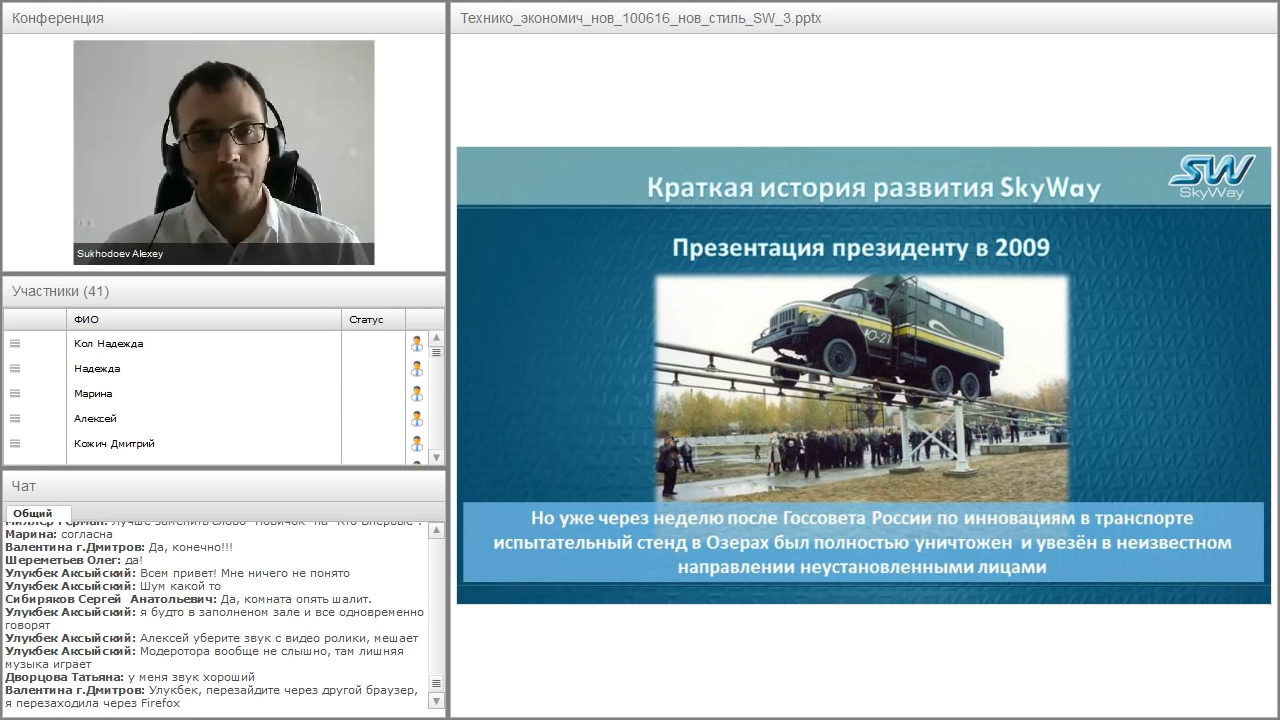 Конференция
Sukhodoev Alexey
Участники (41)
ФИО
Статус
Кол Надежда
Надежда
Марина
Алексей
Кожич Дмитрий
Чат
Общий
Марина: согласна
Валентина г.Дмитров: Да, конечно!!!
Шереметьев Олег: да!
Улукбек Аксыйский: Всем привет! Мне ничего не понято
Улукбек Аксыйский: Шум какой то
Сибиряков Сергей Анатольевич: Да, комната опять шалит.
Улукбек Аксыйский: я будто в заполненом зале и все одновременно
говорят
Улукбек Аксыйский: Алексей уберите звук с видео ролики, мешает
Улукбек Аксыйский: Модеротора вообще не слышно, там лишняя
музыка играет
Дворцова Татьяна: у меня звук хороший
Валентина г.Дмитров: Улукбек, перезайдите через другой браузер,
я перезаходила через Firefox
Технико_экономич_нов_100616_нов_стиль_SW_3.pptx
Краткая история развития SkyWay
SW
SkyWay
Презентация президенту в 2009
Ю-21
Но уже через неделю после Госсовета России по инновациям в транспорте
испытательный стенд в Озерах был полностью уничтожен и увезён в неизвестном
направлении неустановленными лицами